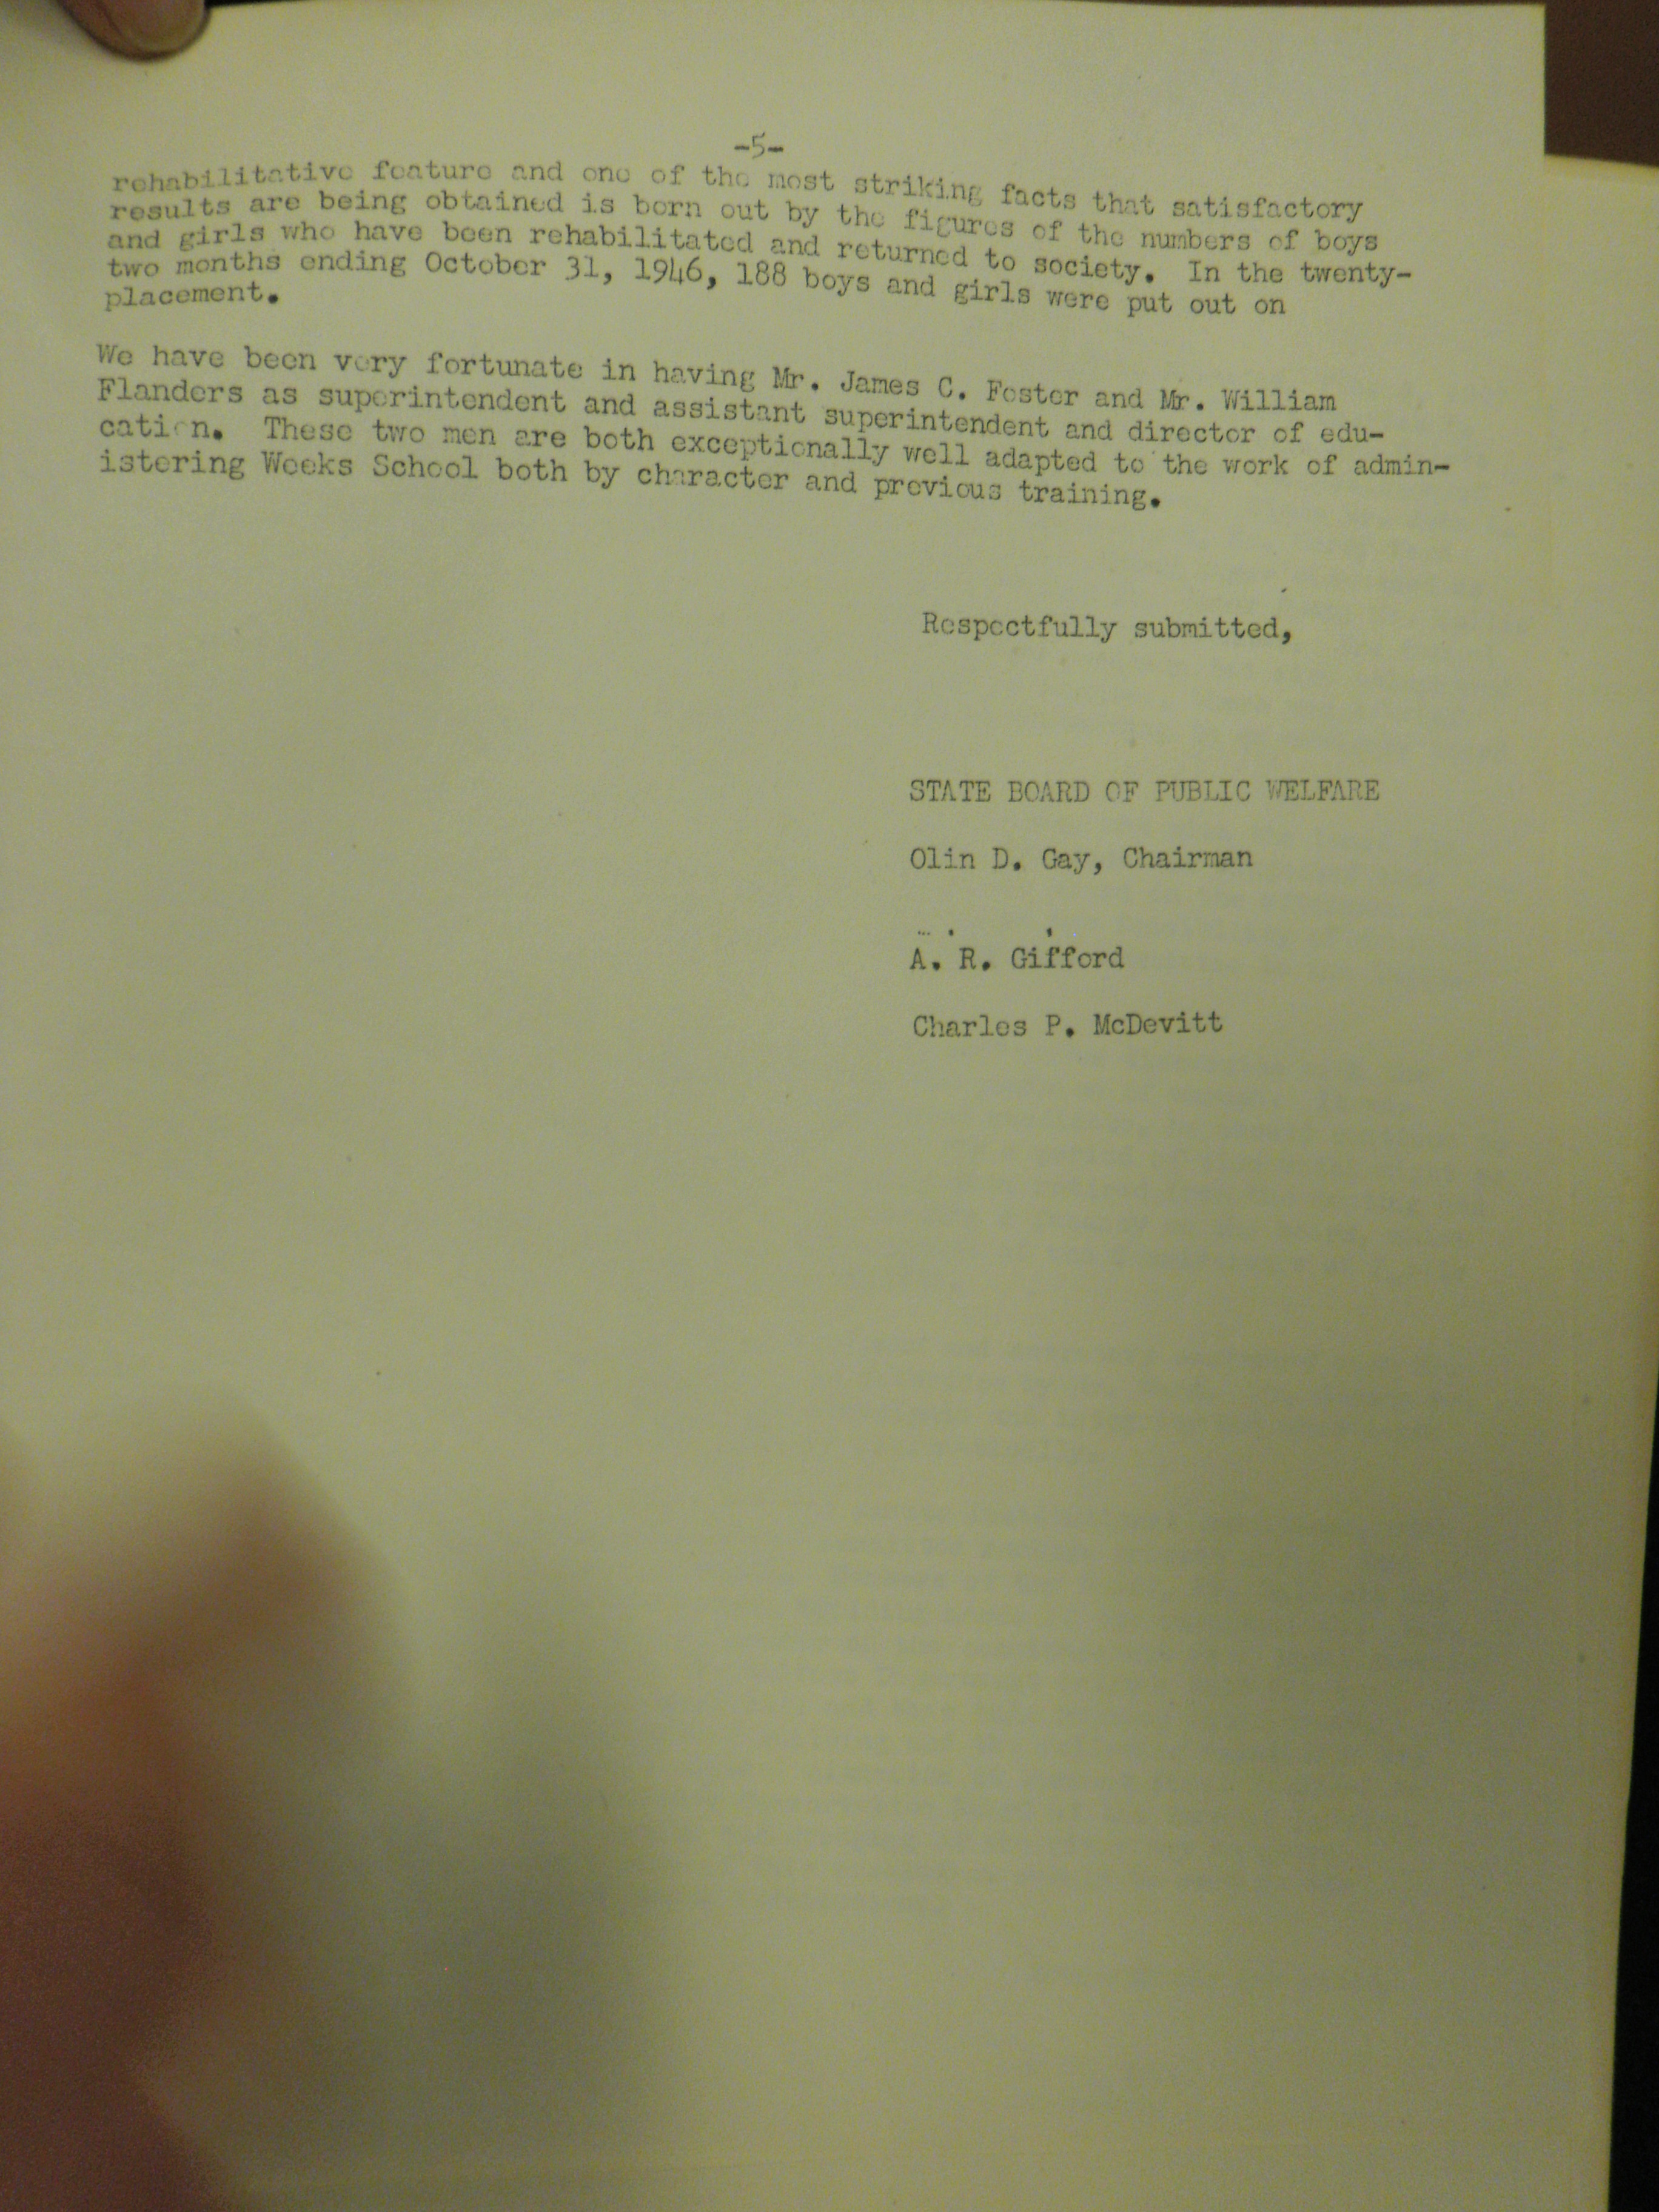 -5-
rehabilitative feature and one of the most striking facts that satisfactory
results are being obtained is born out by the figures of the numbers of boys
and girls who have been rehabilitated and returned to society. In the twenty-
two months ending October 31, 1946, 188 boys and girls were put out on
placement.
We have been very fortunate in having Mr. James C. Foster and Mr. William
Flanders as superintendent and assistant superintendent and director of edu-
cation. These two men are both exceptionally well adapted to the work of admin-
istering Weeks School both by character and previous training.
Respectfully submitted,
STATE BOARD OF PUBLIC WELFARE
Olin D. Gay, Chairman
A. R. Gifford
Charles P. McDevitt